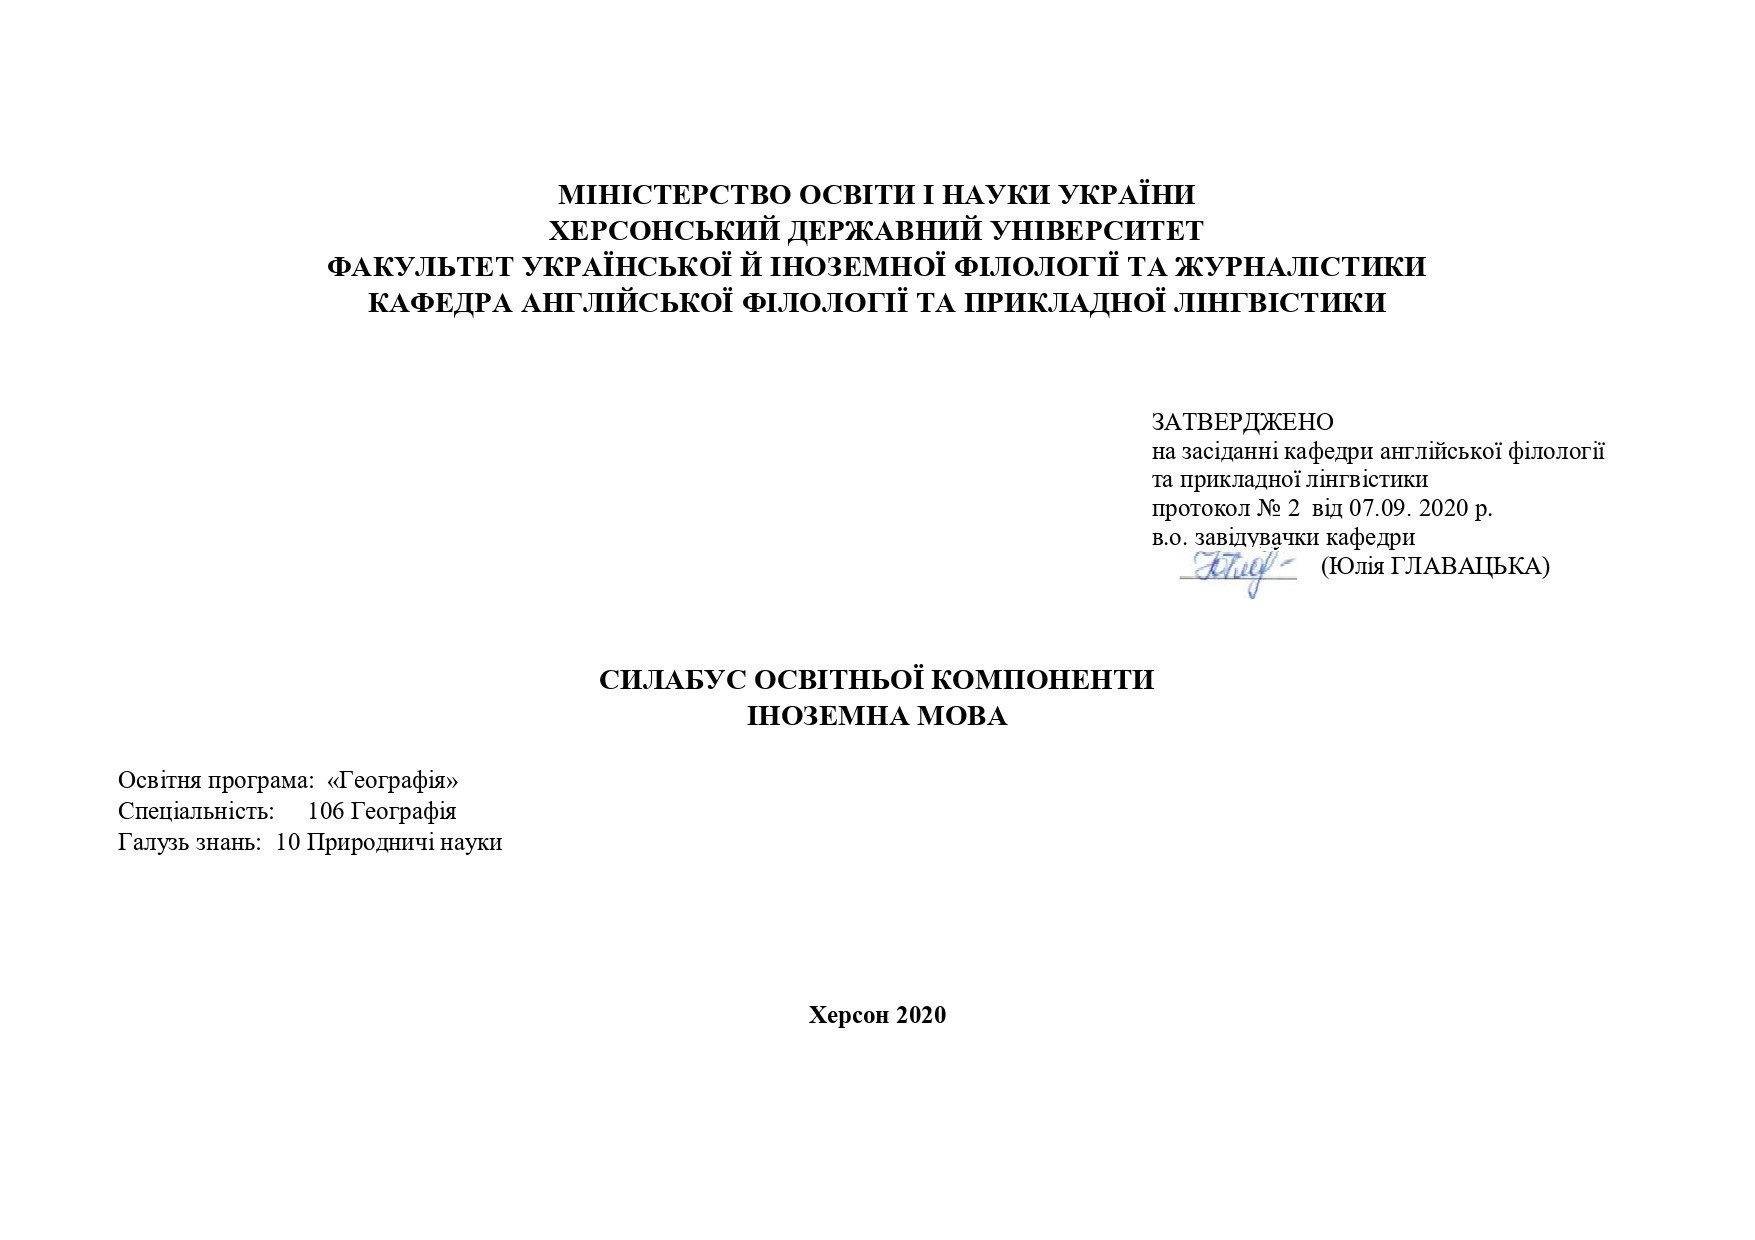 МІНІСТЕРСТВО ОСВІТИ І НАУКИ УКРАЇНИ
ХЕРСОНСЬКИЙ ДЕРЖАВНИЙ УНІВЕРСИТЕТ
ФАКУЛЬТЕТ УКРАЇНСЬКОЇ Й ІНОЗЕМНОЇ ФІЛОЛОГІЇ ТА ЖУРНАЛІСТИКИ
КАФЕДРА АНГЛІЙСЬКОЇ ФІЛОЛОГІЇ ТА ПРИКЛАДНОЇ ЛІНГВІСТИКИ
ЗАТВЕРДЖЕНО
на засіданні кафедри англійської філології
та прикладної лінгвістики
протокол № 2 від 07.09. 2020 р.
в.о. завідувачки кафедри
(Юлія ГЛАВАЦЬКА)
СИЛАБУС ОСВІТНЬОЇ КОМПОНЕНТИ
ІНОЗЕМНА МОВА
Освітня програма: «Географія»
Спеціальність: 106 Географія
Галузь знань: 10 Природничі науки
Херсон 2020